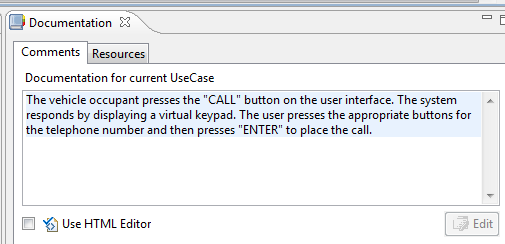 Documentation
Comments
Resources
Documentation for current UseCase
The vehicle occupant presses the "CALL" button on the user interface. The system
responds by displaying a virtual keypad. The user presses the appropriate buttons for
the telephone number and then presses "ENTER" to place the call.
Use HTML Editor
Edit